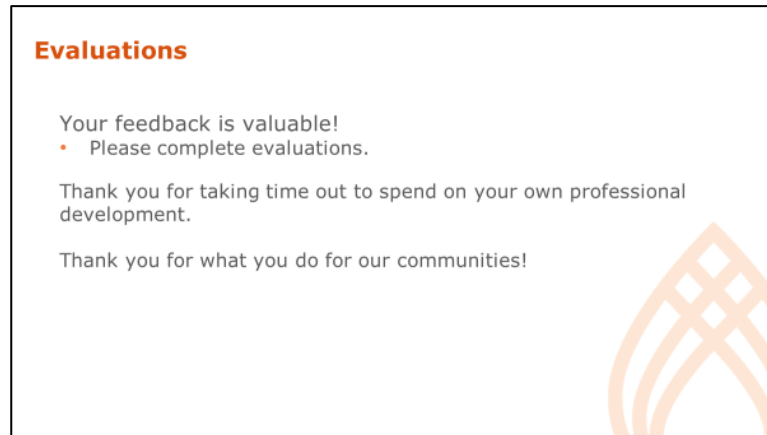 Evaluations
Your feedback is valuable!
• Please complete evaluations.
Thank you for taking time out to spend on your own professional
development.
Thank you for what you do for our communities!